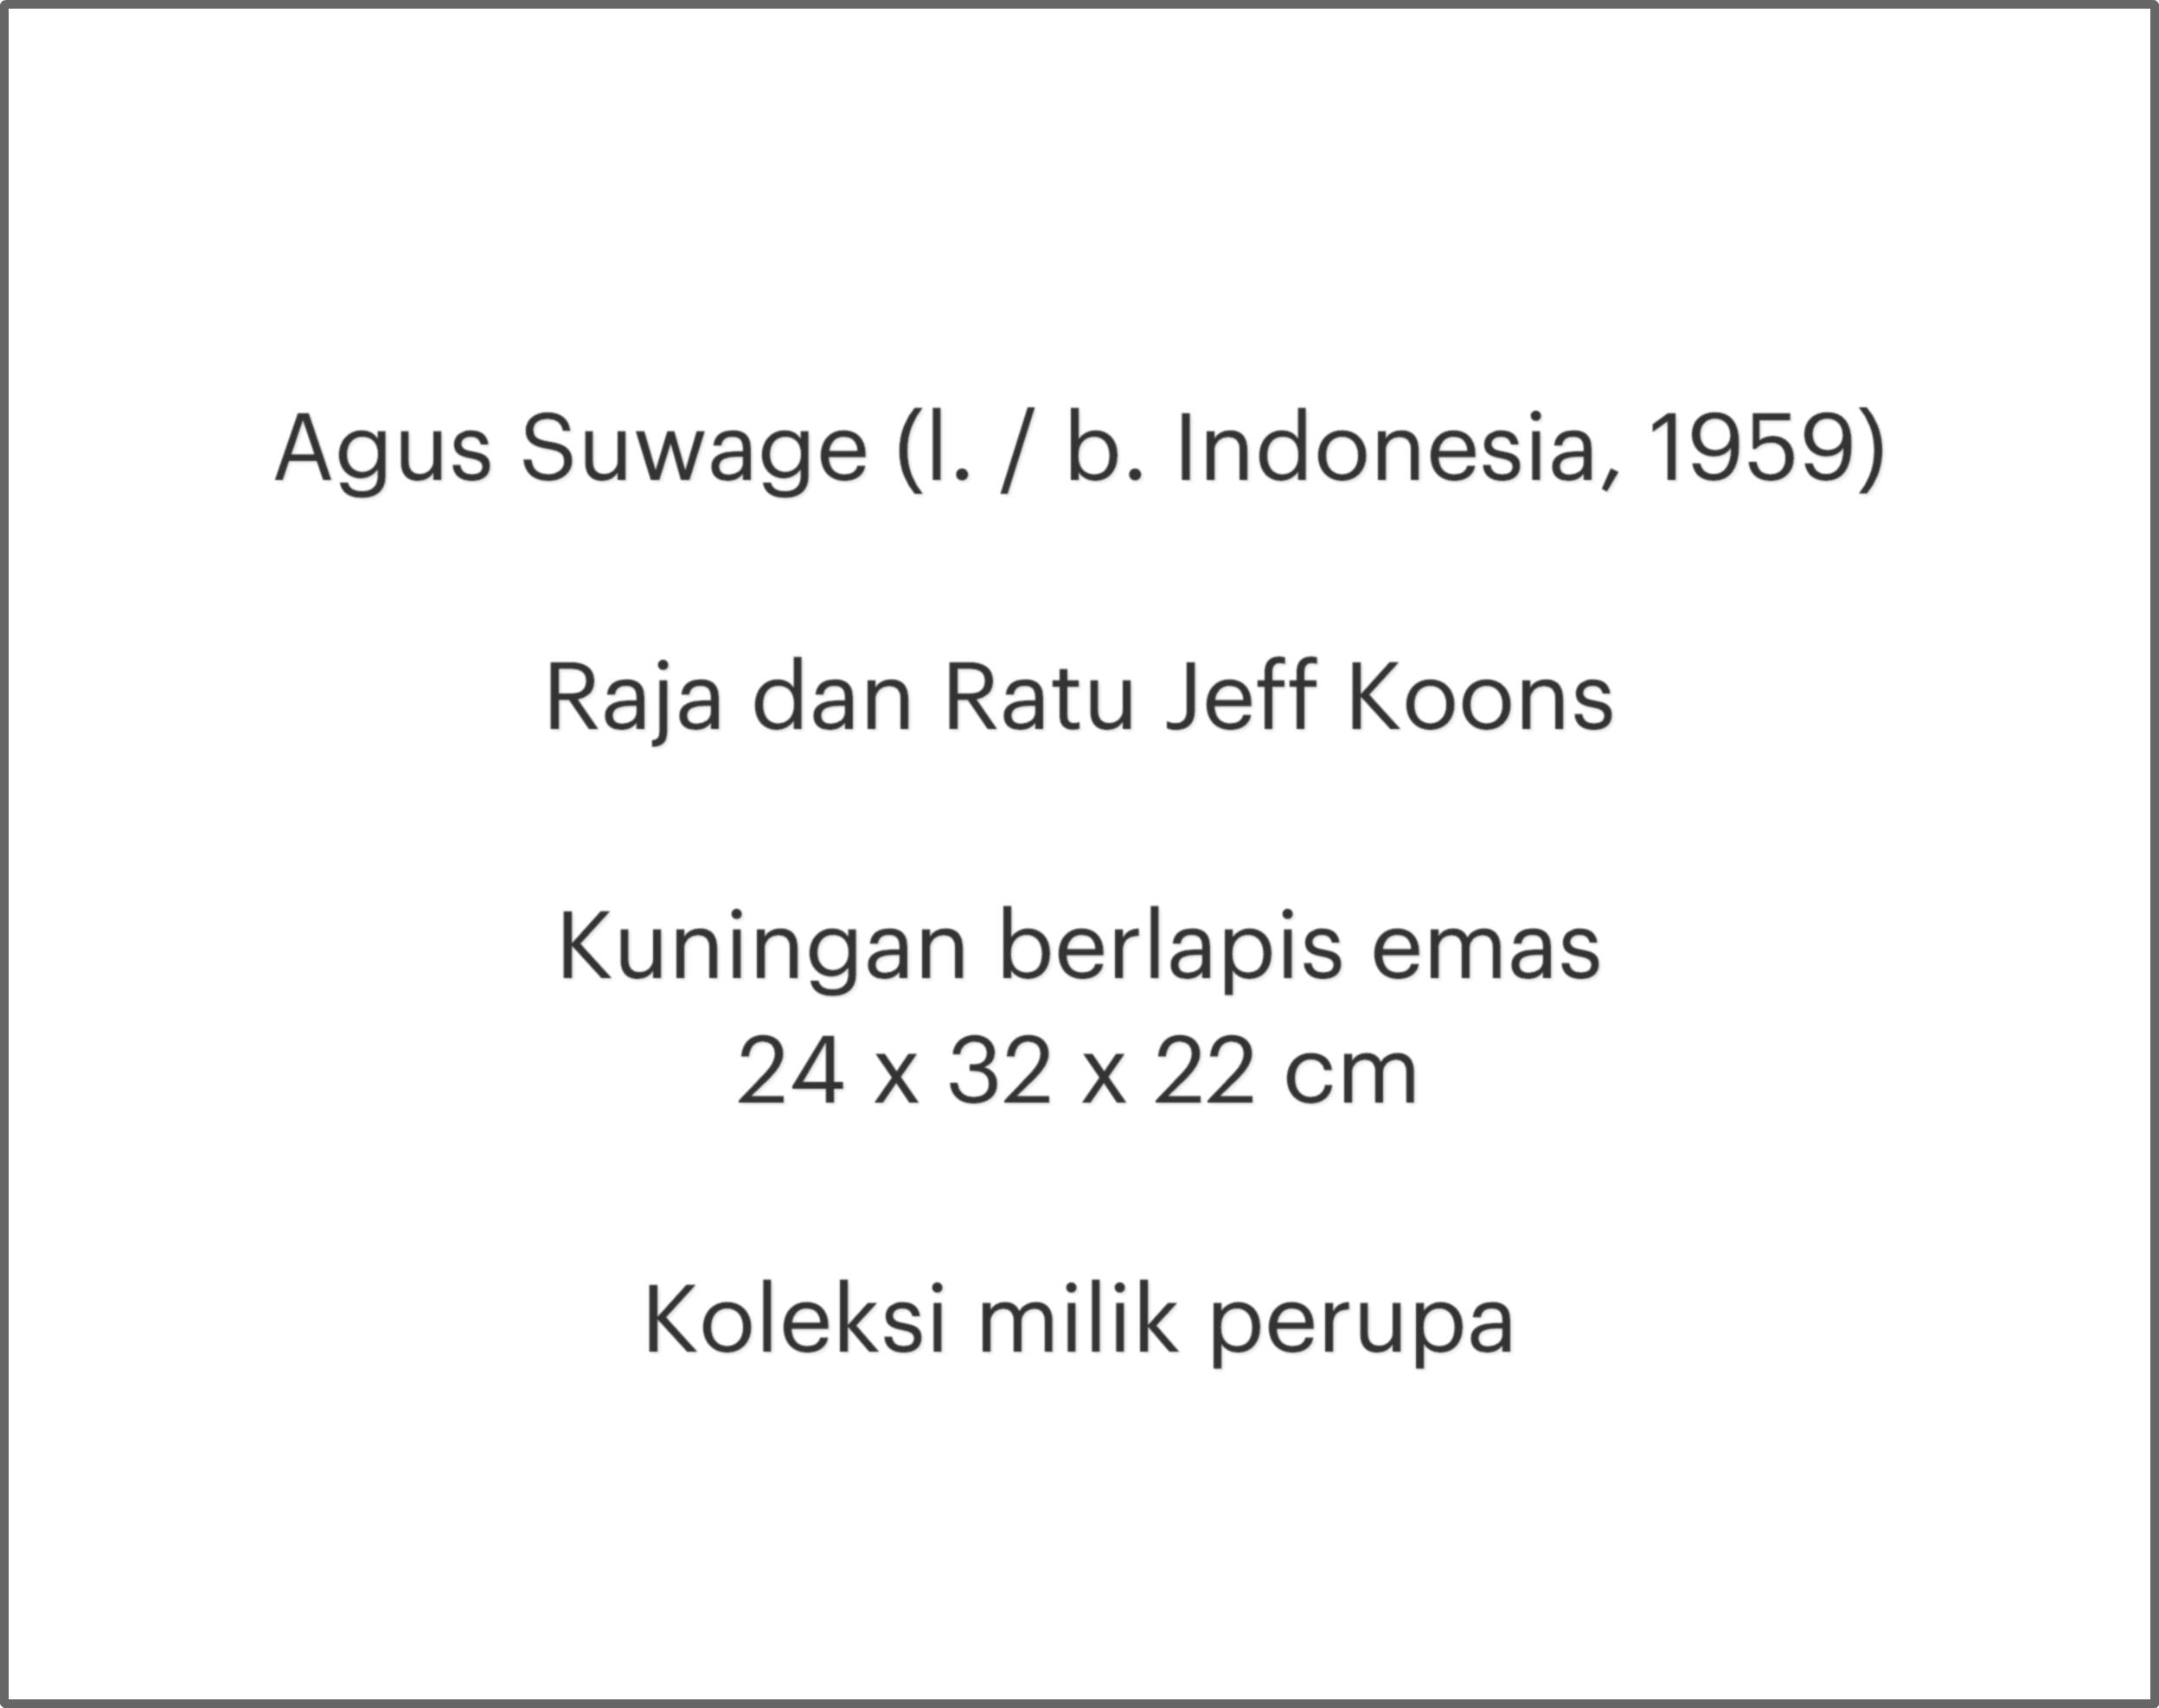 Agus Suwage (l. / b. Indonesia, 1959)
Raja dan Ratu Jeff Koons
Kuningan berlapis emas
24 x 32 x 22 cm
Koleksi milik perupa